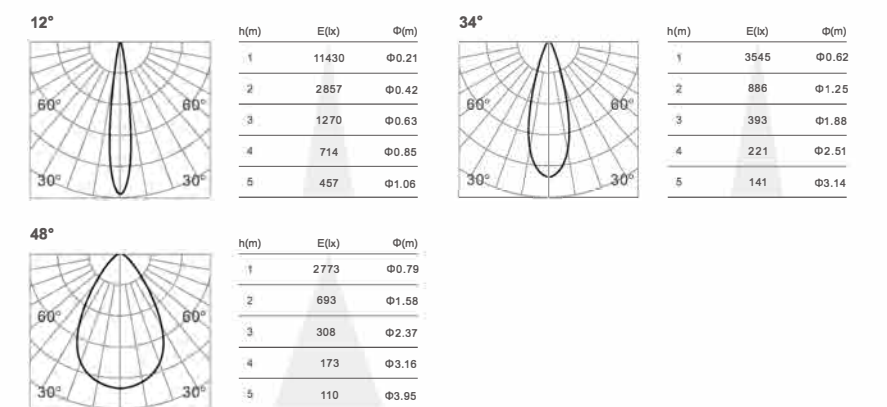 12°
h(m) E(lx) Φ(m)
1 11430 Φ0.21
2 2857 Φ0.42
3 1270 Φ0.63
4 714 Φ0.85
5 457 Φ1.06
60° 60°
30° 30°
34°
h(m) E(lx) Φ(m)
1 3545 Φ0.62
2 886 Φ1.25
3 393 Φ1.88
4 221 Φ2.51
5 141 Φ3.14
60° 60°
30° 30°
48°
h(m) E(lx) Φ(m)
1 2773 Φ0.79
2 693 Φ1.58
3 308 Φ2.37
4 173 Φ3.16
5 110 Φ3.95
60° 60°
30° 30°